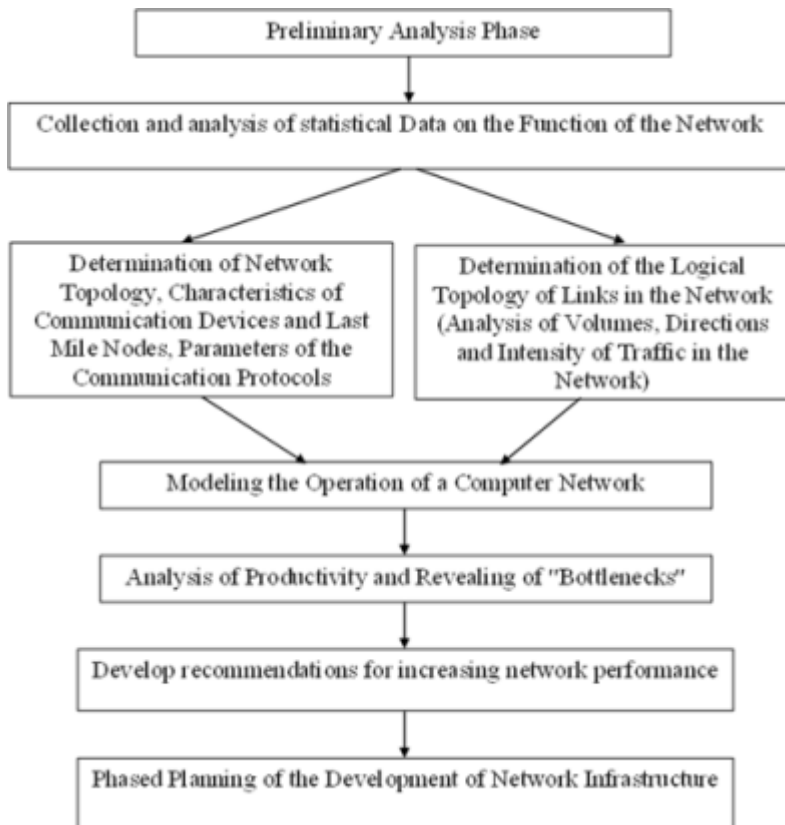 Preliminary Analysis Phase
Collection and analysis of statistical Data on the Function of the Network
Determination of Network
Topology, Characteristics of
Communication Devices and Last
Mile Nodes, Parameters of the
Communication Protocols
Determination of the Logical
Topology of Links in the Network
(Analysis of Volumes, Directions
and Intensity of Traffic in the
Network)
Modeling the Operation of a Computer Network
Analysis of Productivity and Revealing of "Bottlenecks"
Develop recommendations for increasing network performance
Phased Planning of the Development of Network Infrastructure